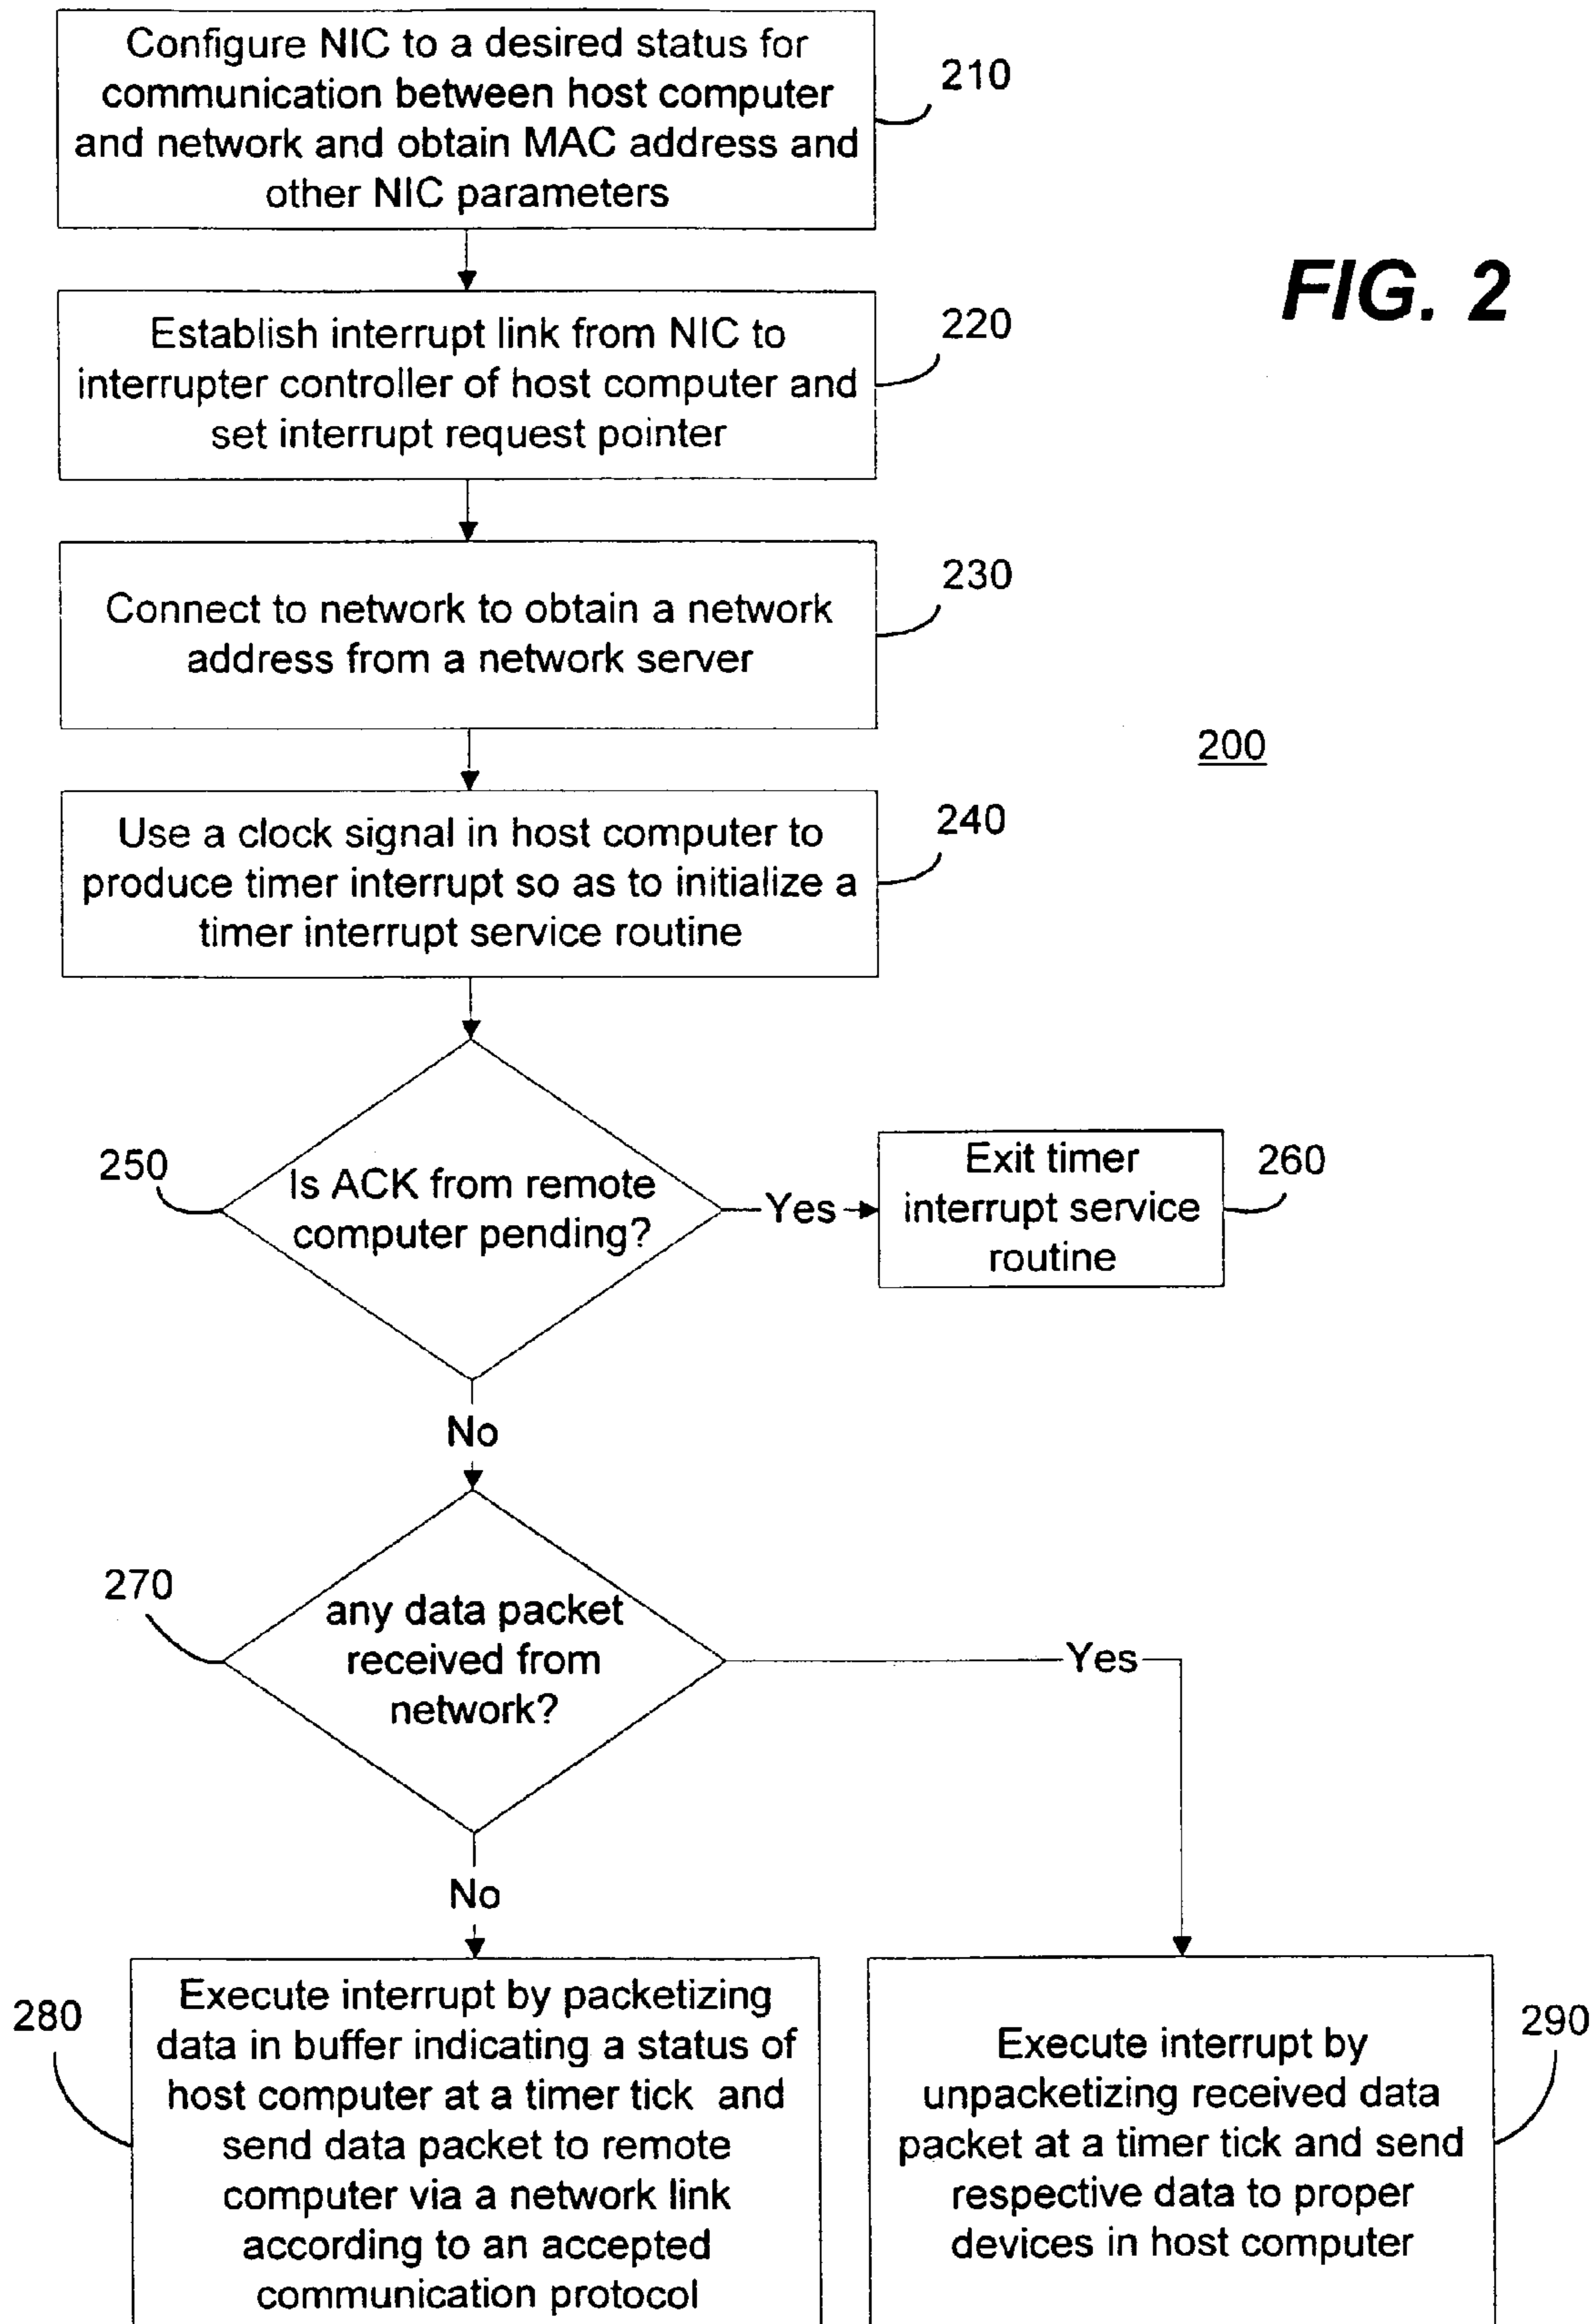 Configure NIC to a desired status for
communication between host computer
and network and obtain MAC address and
other NIC parameters
210
FIG. 2
Establish interrupt link from NIC to
interrupter controller of host computer and
set interrupt request pointer
220
Connect to network to obtain a network
address from a network server
230
200
Use a clock signal in host computer to
produce timer interrupt so as to initialize a
timer interrupt service routine
240
250
Is ACK from remote
computer pending?
Yes
Exit timer
interrupt service
routine
260
No
270
any data packet
received from
network?
Yes
No
280
Execute interrupt by packetizing
data in buffer indicating a status of
host computer at a timer tick and
send data packet to remote
computer via a network link
according to an accepted
communication protocol
Execute interrupt by
unpacketizing received data
packet at a timer tick and send
respective data to proper
devices in host computer
290